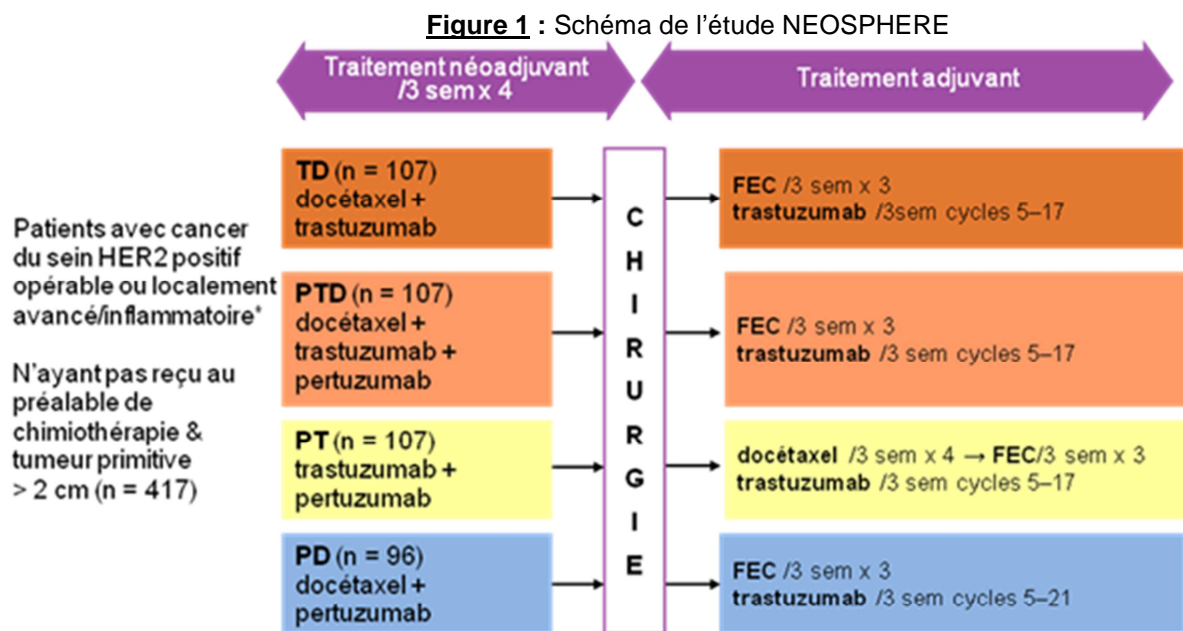 Figure 1 : Schéma de l’étude NEOSPHERE
Traitement néoadjuvant
/3 sem x 4
Traitement adjuvant
Patients avec cancer
du sein HER2 positif
opérable ou localement
avancé/inflammatoire*
N’ayant pas reçu au
préalable de
chimiothérapie &
tumeur primitive
> 2 cm (n = 417)
TD (n = 107)
docétaxel +
trastuzumab
PTD (n = 107)
docétaxel +
trastuzumab +
pertuzumab
PT (n = 107)
trastuzumab +
pertuzumab
PD (n = 96)
docétaxel +
pertuzumab
C
H
I
R
U
R
G
I
E
FEC /3 sem x 3
trastuzumab /3sem cycles 5–17
FEC /3 sem x 3
trastuzumab /3 sem cycles 5–17
docétaxel /3 sem x 4 → FEC/3 sem x 3
trastuzumab /3 sem cycles 5–17
FEC /3 sem x 3
trastuzumab /3 sem cycles 5–21